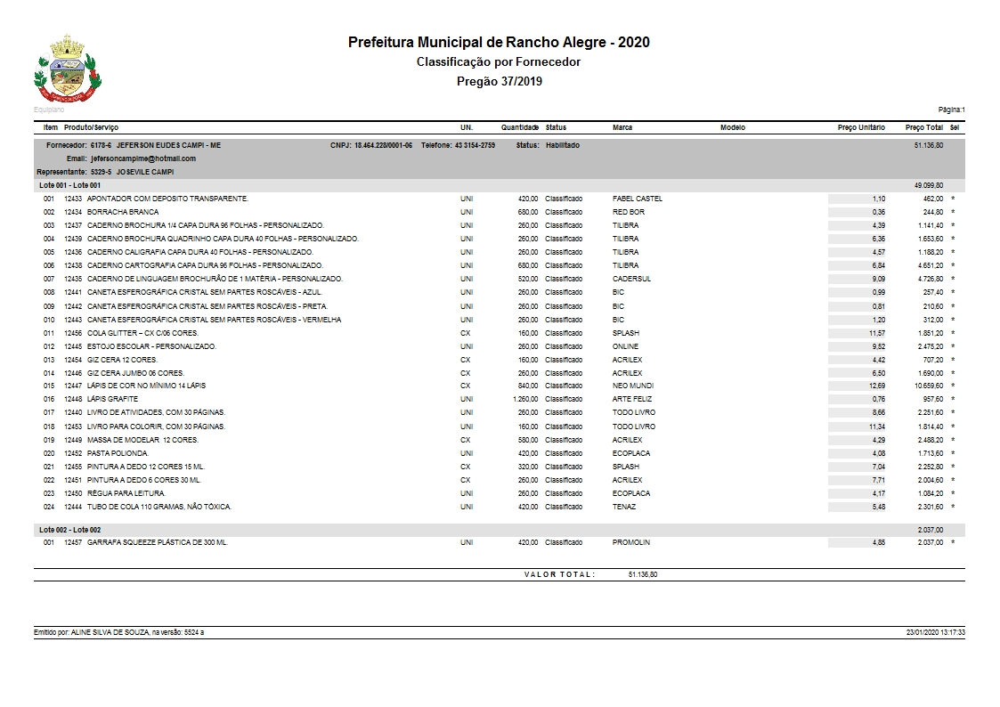 Prefeitura Municipal de Rancho Alegre - 2020
Classificação por Fornecedor
Pregão 37/2019
Equiplano
Página:1
Item Produto/Serviço UN. Quantidade Status Marca Modelo Preço Unitário Preço Total Sel
Fornecedor: 6178-6 JEFERSON EUDES CAMPI - ME CNPJ: 18.464.228/0001-06 Telefone: 43 3154-2759 Status: Habilitado 51.136,80
Email: jefersoncampime@hotmail.com
Representante: 5329-5 JOSEVILE CAMPI
Lote 001 - Lote 001 49.099,80
001 12433 APONTADOR COM DEPOSITO TRANSPARENTE. UNI 420,00 Classificado FABEL CASTEL 1,10 462,00 *
002 12434 BORRACHA BRANCA UNI 680,00 Classificado RED BOR 0,36 244,80 *
003 12437 CADERNO BROCHURA 1/4 CAPA DURA 96 FOLHAS - PERSONALIZADO. UNI 260,00 Classificado TILIBRA 4,39 1.141,40 *
004 12439 CADERNO BROCHURA QUADRINHO CAPA DURA 40 FOLHAS - PERSONALIZADO. UNI 260,00 Classificado TILIBRA 6,36 1.653,60 *
005 12436 CADERNO CALIGRAFIA CAPA DURA 40 FOLHAS - PERSONALIZADO. UNI 260,00 Classificado TILIBRA 4,57 1.188,20 *
006 12438 CADERNO CARTOGRAFIA CAPA DURA 96 FOLHAS - PERSONALIZADO. UNI 680,00 Classificado TILIBRA 6,84 4.651,20 *
007 12435 CADERNO DE LINGUAGEM BROCHURÃO DE 1 MATÉRIA - PERSONALIZADO. UNI 520,00 Classificado CADERSUL 9,09 4.726,80 *
008 12441 CANETA ESFEROGRÁFICA CRISTAL SEM PARTES ROSCÁVEIS - AZUL. UNI 260,00 Classificado BIC 0,99 257,40 *
009 12442 CANETA ESFEROGRÁFICA CRISTAL SEM PARTES ROSCÁVEIS - PRETA. UNI 260,00 Classificado BIC 0,81 210,60 *
010 12443 CANETA ESFEROGRÁFICA CRISTAL SEM PARTES ROSCÁVEIS - VERMELHA UNI 260,00 Classificado BIC 1,20 312,00 *
011 12456 COLA GLITTER – CX C/06 CORES. CX 160,00 Classificado SPLASH 11,57 1.851,20 *
012 12445 ESTOJO ESCOLAR - PERSONALIZADO. UNI 260,00 Classificado ONLINE 9,52 2.475,20 *
013 12454 GIZ CERA 12 CORES. CX 160,00 Classificado ACRILEX 4,42 707,20 *
014 12446 GIZ CERA JUMBO 06 CORES. CX 260,00 Classificado ACRILEX 6,50 1.690,00 *
015 12447 LÁPIS DE COR NO MÍNIMO 14 LÁPIS CX 840,00 Classificado NEO MUNDI 12,69 10.659,60 *
016 12448 LÁPIS GRAFITE UNI 1.260,00 Classificado ARTE FELIZ 0,76 957,60 *
017 12440 LIVRO DE ATIVIDADES, COM 30 PÁGINAS. UNI 260,00 Classificado TODO LIVRO 8,66 2.251,60 *
018 12453 LIVRO PARA COLORIR, COM 30 PÁGINAS. UNI 160,00 Classificado TODO LIVRO 11,34 1.814,40 *
019 12449 MASSA DE MODELAR 12 CORES. CX 580,00 Classificado ACRILEX 4,29 2.488,20 *
020 12452 PASTA POLIONDA. UNI 420,00 Classificado ECOPLACA 4,08 1.713,60 *
021 12455 PINTURA A DEDO 12 CORES 15 ML. CX 320,00 Classificado SPLASH 7,04 2.252,80 *
022 12451 PINTURA A DEDO 6 CORES 30 ML. CX 260,00 Classificado ACRILEX 7,71 2.004,60 *
023 12450 RÉGUA PARA LEITURA. UNI 260,00 Classificado ECOPLACA 4,17 1.084,20 *
024 12444 TUBO DE COLA 110 GRAMAS, NÃO TÓXICA. UNI 420,00 Classificado TENAZ 5,48 2.301,60 *
Lote 002 - Lote 002 2.037,00
001 12457 GARRAFA SQUEEZE PLÁSTICA DE 300 ML. UNI 420,00 Classificado PROMOLIN 4,85 2.037,00 *
VALOR TOTAL: 51.136,80
Emitido por: ALINE SILVA DE SOUZA, na versão: 5524 a 23/01/2020 13:17:33